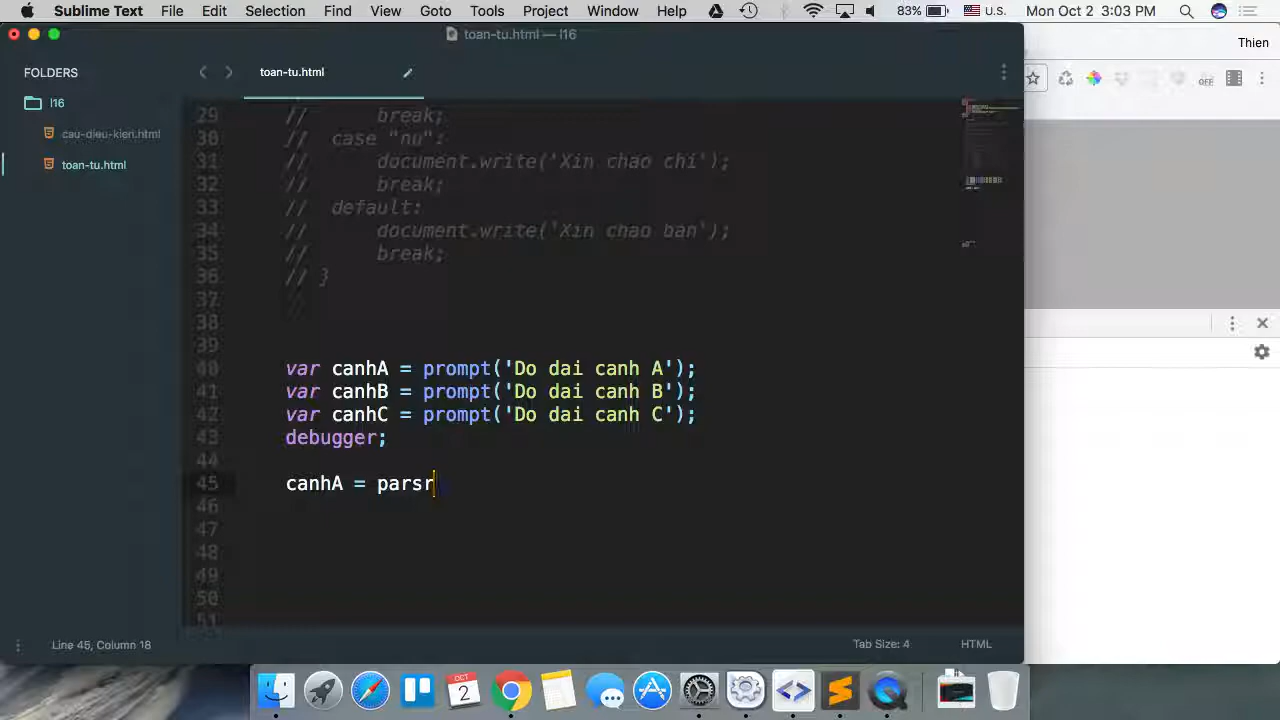 Sublime Text File Edit Selection Find View Goto Tools Project Window Help 83% U.S. Mon Oct 2 3:03 PM
toan-tu.html — l16
Thien
FOLDERS
toan-tu.html
l16
cau-dieu-kien.html
toan-tu.html
OFF
29 // break;
30 // case "nu":
31 // document.write('Xin chao chi');
32 // break;
33 // default:
34 // document.write('Xin chao ban');
35 // break;
36 // }
37 //
38
39
40 var canhA = prompt('Do dai canh A');
41 var canhB = prompt('Do dai canh B');
42 var canhC = prompt('Do dai canh C');
43 debugger;
44
45 canhA = parsr
46
47
48
49
50
51
Line 45, Column 18
Tab Size: 4
HTML
OCT
2